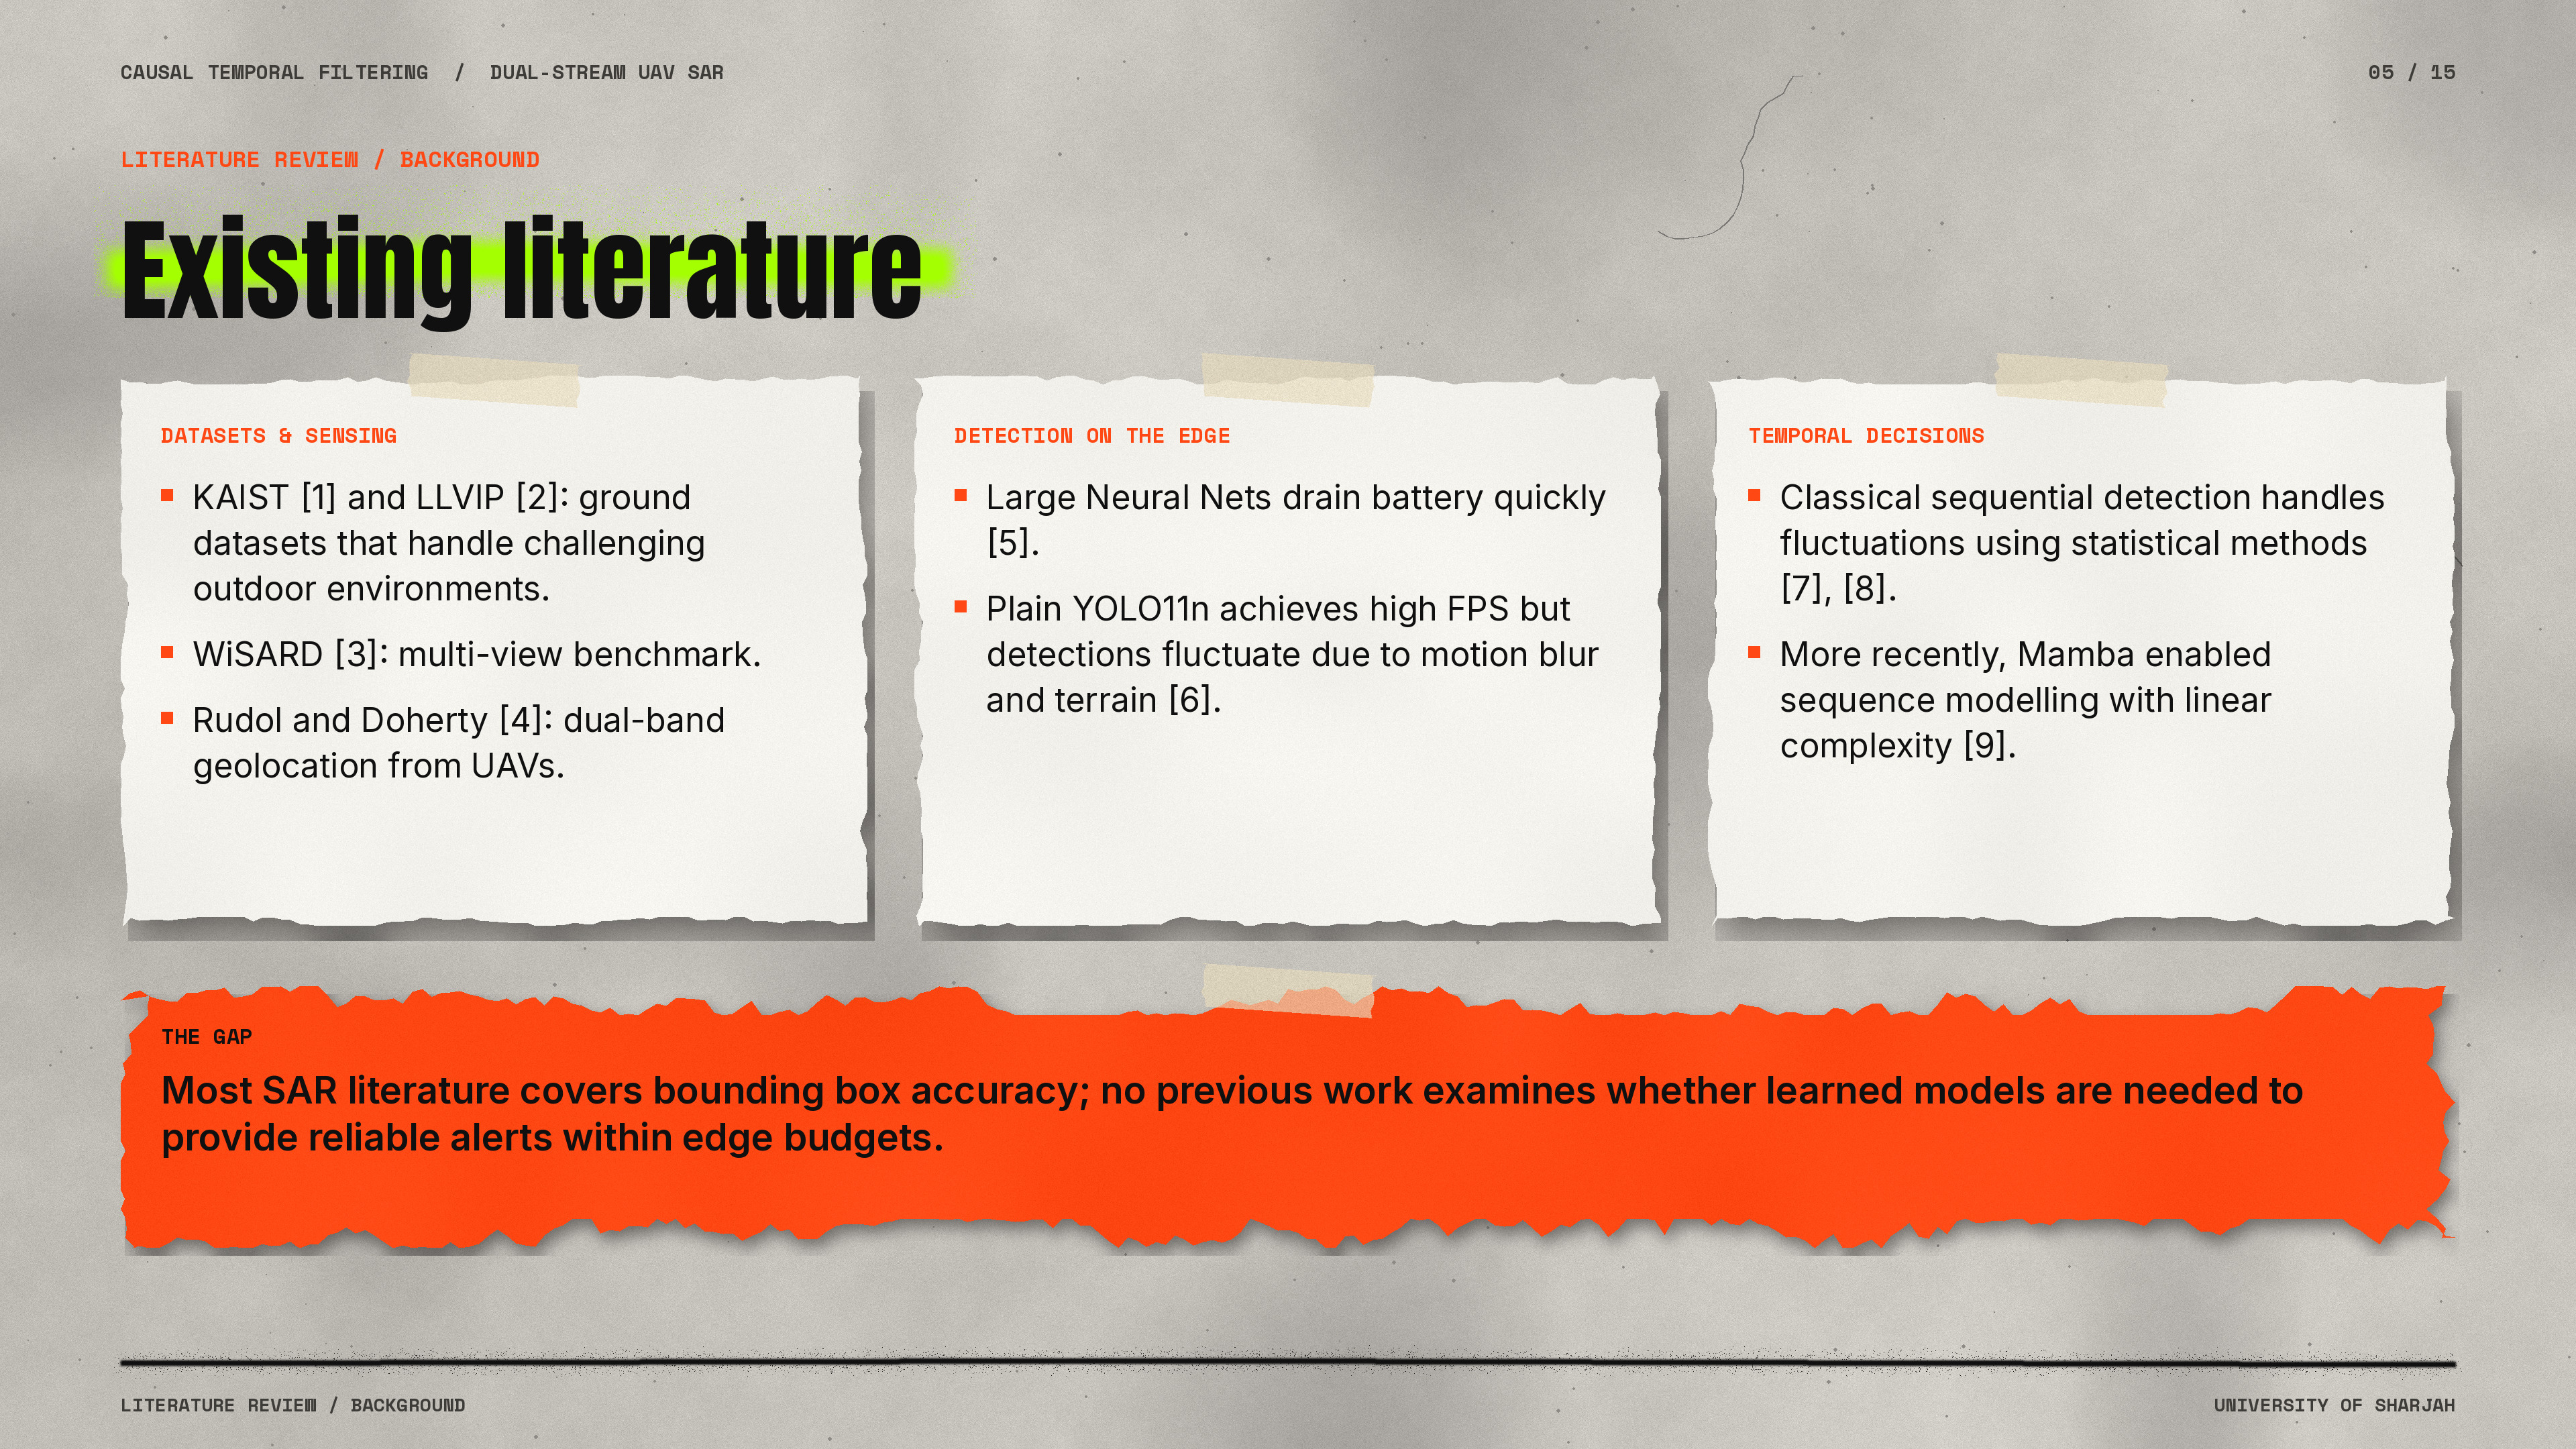 CAUSAL TEMPORAL FILTERING / DUAL-STREAM UAV SAR
05 / 15
LITERATURE REVIEW / BACKGROUND
Existing literature
DATASETS & SENSING
KAIST [1] and LLVIP [2]: ground
datasets that handle challenging
outdoor environments.
WiSARD [3]: multi-view benchmark.
Rudol and Doherty [4]: dual-band
geolocation from UAVs.
DETECTION ON THE EDGE
Large Neural Nets drain battery quickly
[5].
Plain YOLO11n achieves high FPS but
detections fluctuate due to motion blur
and terrain [6].
TEMPORAL DECISIONS
Classical sequential detection handles
fluctuations using statistical methods
[7], [8].
More recently, Mamba enabled
sequence modelling with linear
complexity [9].
THE GAP
Most SAR literature covers bounding box accuracy; no previous work examines whether learned models are needed to
provide reliable alerts within edge budgets.
LITERATURE REVIEW / BACKGROUND
UNIVERSITY OF SHARJAH